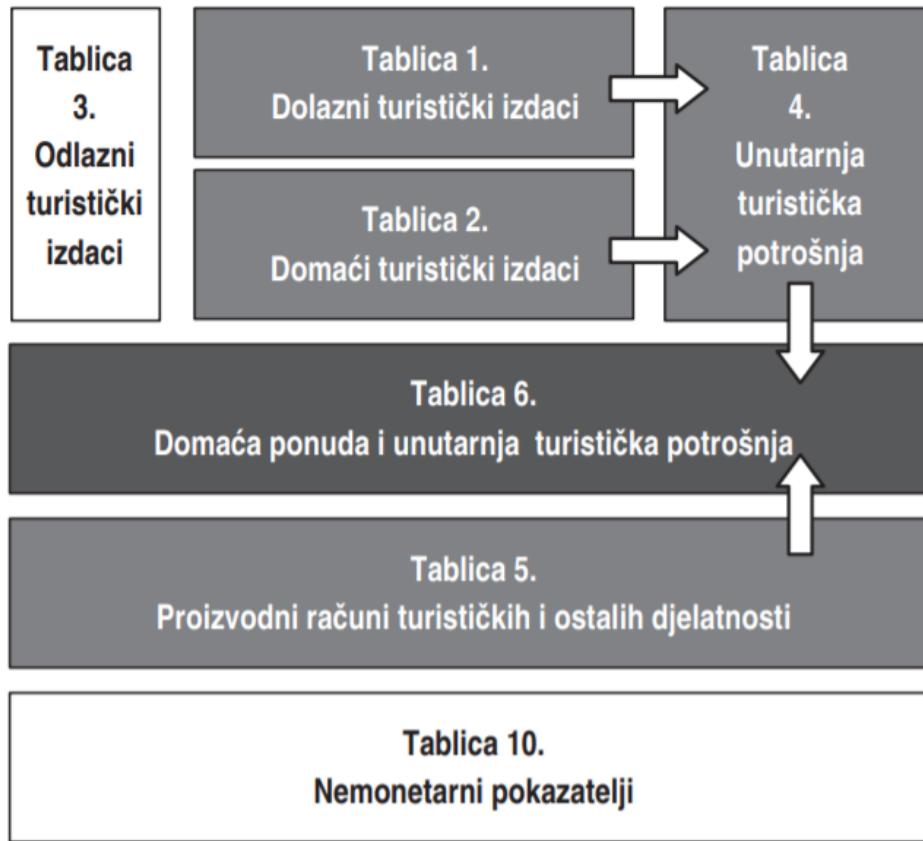 Tablica
3.
Odlazni
turistički
izdaci
Tablica 1.
Dolazni turistički izdaci
Tablica 2.
Domaći turistički izdaci
Tablica
4.
Unutarnja
turistička
potrošnja
Tablica 6.
Domaća ponuda i unutarnja turistička potrošnja
Tablica 5.
Proizvodni računi turističkih i ostalih djelatnosti
Tablica 10.
Nemonetarni pokazatelji